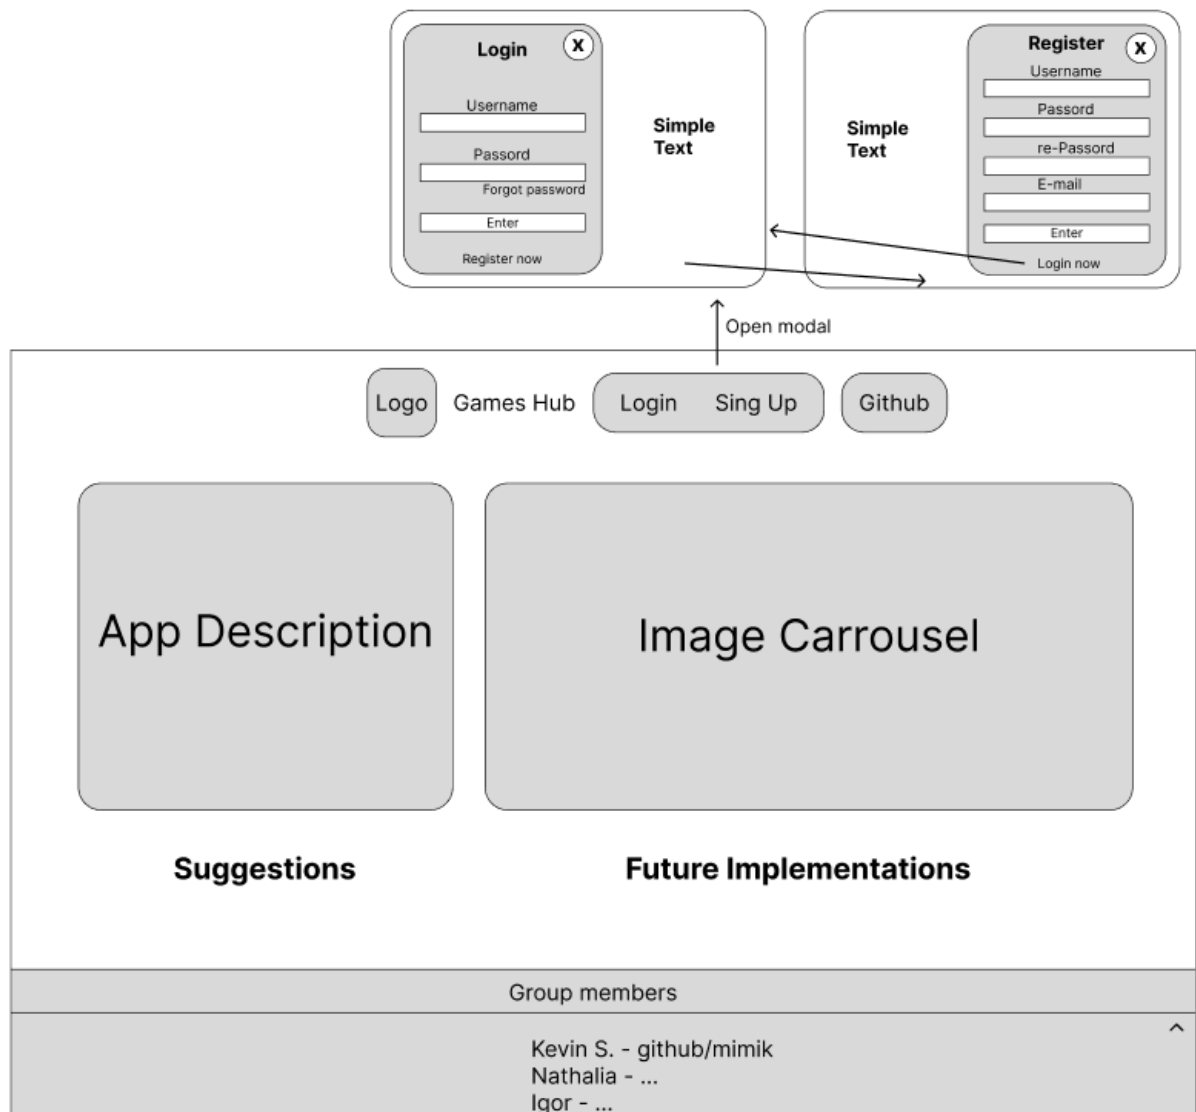 Login
X
Username
Passord
Forgot password
Enter
Register now
Simple
Text
Simple
Text
Register
X
Username
Passord
re-Passord
E-mail
Enter
Login now
Open modal
Logo
Games Hub
Login
Sing Up
Github
App Description
Image Carrousel
Suggestions
Future Implementations
Group members
Kevin S. - github/mimik
Nathalia - ...
Igor - ...